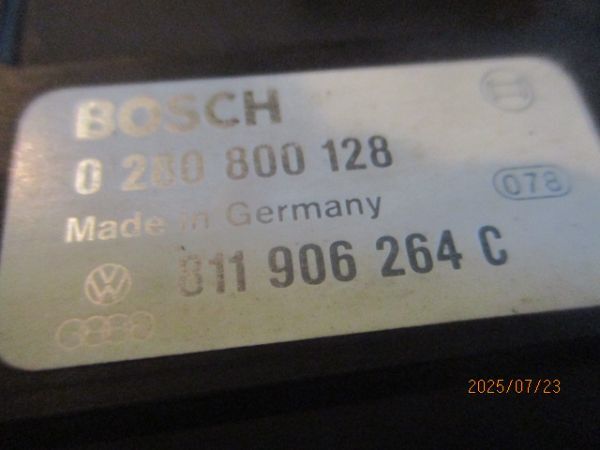 BOSCH
0 280 800 128
Made in Germany
078
811 906 264 C
2025/07/23